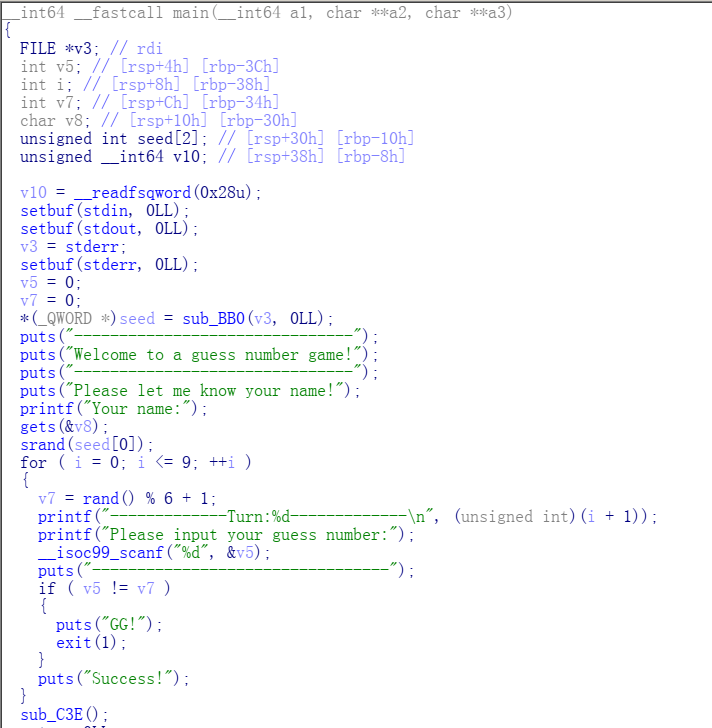 __int64 __fastcall main(__int64 a1, char **a2, char **a3)
{
  FILE *v3; // rdi
  int v5; // [rsp+4h] [rbp-3Ch]
  int i; // [rsp+8h] [rbp-38h]
  int v7; // [rsp+Ch] [rbp-34h]
  char v8; // [rsp+10h] [rbp-30h]
  unsigned int seed[2]; // [rsp+30h] [rbp-10h]
  unsigned __int64 v10; // [rsp+38h] [rbp-8h]

  v10 = __readfsqword(0x28u);
  setbuf(stdin, 0LL);
  setbuf(stdout, 0LL);
  v3 = stderr;
  setbuf(stderr, 0LL);
  v5 = 0;
  v7 = 0;
  *(_QWORD *)seed = sub_BB0(v3, 0LL);
  puts("-------------------------------");
  puts("Welcome to a guess number game!");
  puts("-------------------------------");
  puts("Please let me know your name!");
  printf("Your name:");
  gets(&v8);
  srand(seed[0]);
  for ( i = 0; i <= 9; ++i )
  {
    v7 = rand() % 6 + 1;
    printf("-------------Turn:%d-------------\n", (unsigned int)(i + 1));
    printf("Please input your guess number:");
    __isoc99_scanf("%d", &v5);
    puts("---------------------------------");
    if ( v5 != v7 )
    {
      puts("GG!");
      exit(1);
    }
    puts("Success!");
  }
  sub_C3E();